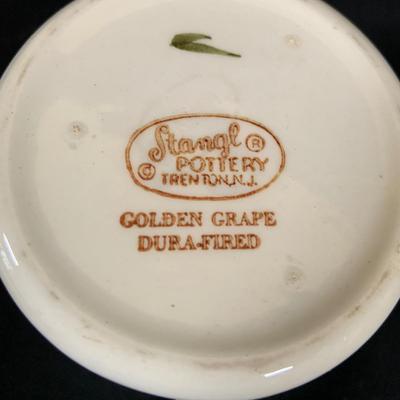 Stangl ®
© POTTERY
TRENTON, N.J.
GOLDEN GRAPE
DURA-FIRED